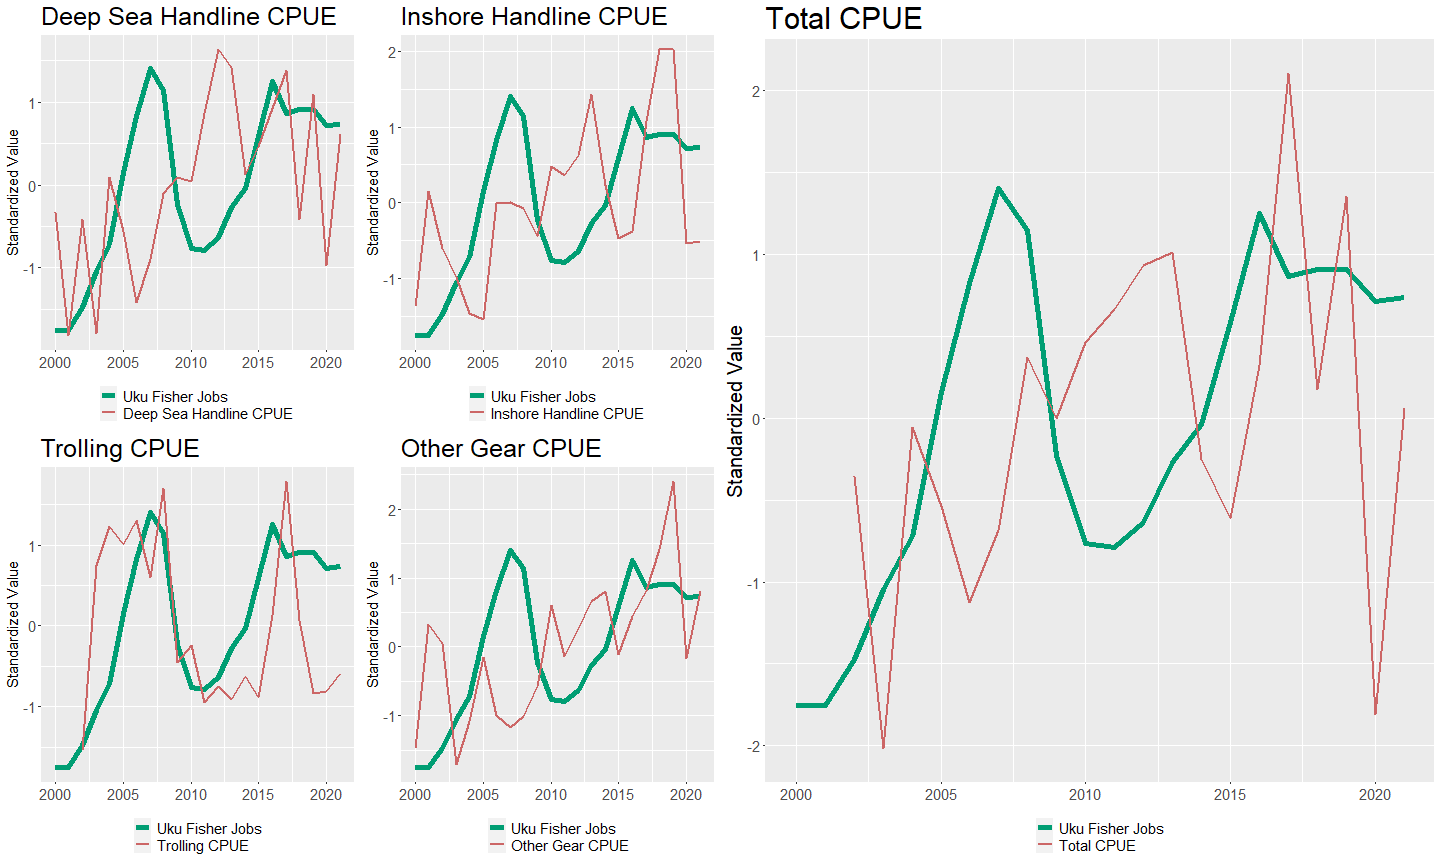 Deep Sea Handline CPUE
Standardized Value
1
0
-1
2000 2005 2010 2015 2020
Uku Fisher Jobs
Deep Sea Handline CPUE
Inshore Handline CPUE
Standardized Value
2
1
0
-1
2000 2005 2010 2015 2020
Uku Fisher Jobs
Inshore Handline CPUE
Trolling CPUE
Standardized Value
1
0
-1
2000 2005 2010 2015 2020
Uku Fisher Jobs
Trolling CPUE
Other Gear CPUE
Standardized Value
2
1
0
-1
2000 2005 2010 2015 2020
Uku Fisher Jobs
Other Gear CPUE
Total CPUE
Standardized Value
2
1
0
-1
-2
2000 2005 2010 2015 2020
Uku Fisher Jobs
Total CPUE